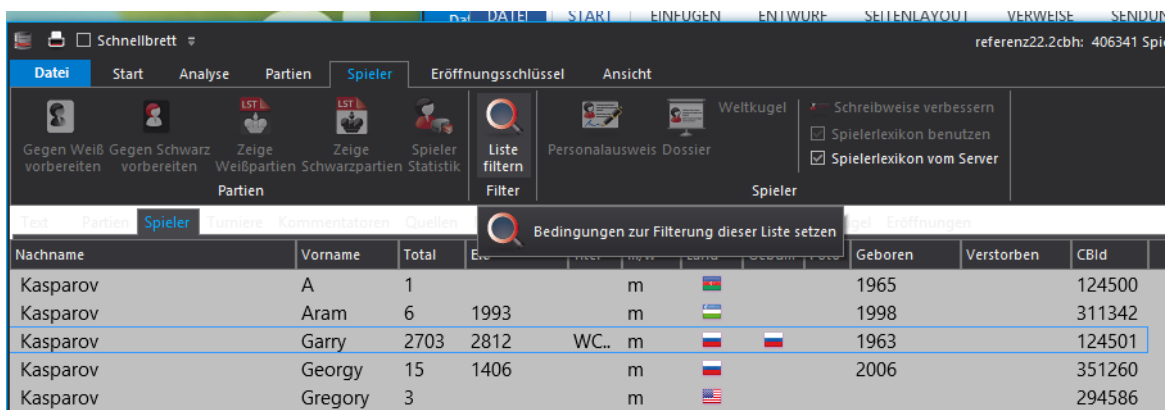 DATEI START EINFÜGEN ENTWURF SEITENLAYOUT VERWEISE
Schnellbrett
referenz22.2cbh: 406341
Datei Start Analyse Partien Spieler Eröffnungsschlüssel Ansicht
Gegen Weiß vorbereiten
Gegen Schwarz vorbereiten
LST
Zeige Weißpartien
LST
Zeige Schwarzpartien
Spieler Statistik
Liste filtern
Personalausweis
Dossier
Weltkugel
Schreibweise verbessern
Spielerlexikon benutzen
Spielerlexikon vom Server
Partien Filter Spieler
Text Partien Spieler Turniere Kommentatoren Quellen Eröffnungen
Bedingungen zur Filterung dieser Liste setzen
Nachname Vorname Total Geboren Verstorben CBId
Kasparov A 1 m 1965 124500
Kasparov Aram 6 1993 m 1998 311342
Kasparov Garry 2703 2812 WC.. m 1963 124501
Kasparov Georgy 15 1406 m 2006 351260
Kasparov Gregory 3 m 294586